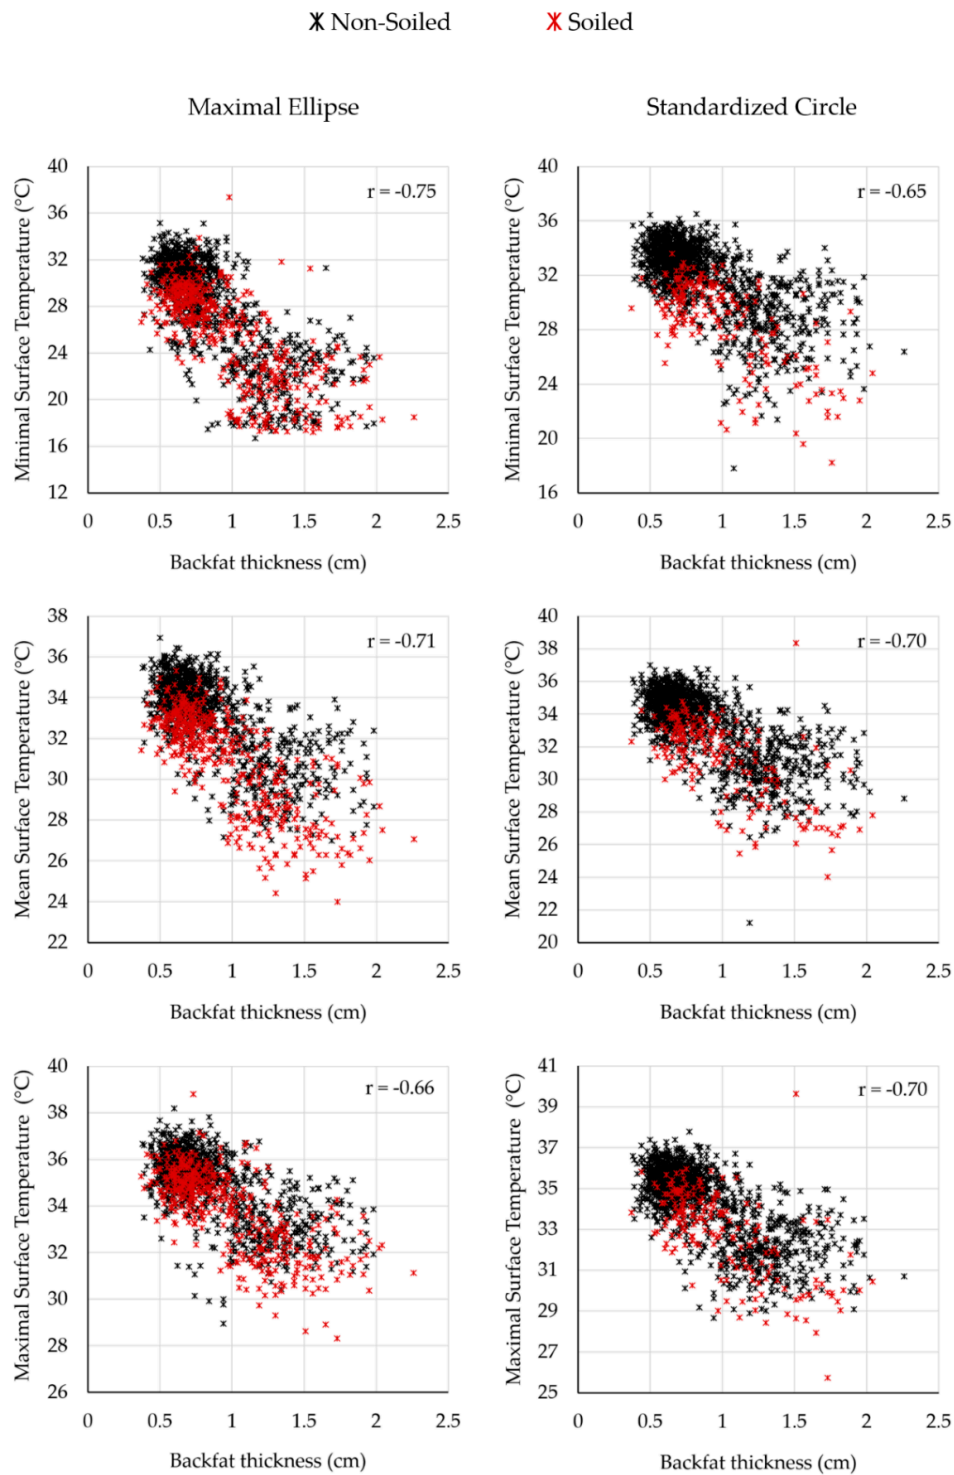 Non-Soiled Soiled
Maximal Ellipse Standardized Circle
40
36
32
28
24
20
16
12
Minimal Surface Temperature (°C)
r = -0.75
0 0.5 1 1.5 2 2.5
Backfat thickness (cm)
40
36
32
28
24
20
16
Minimal Surface Temperature (°C)
r = -0.65
0 0.5 1 1.5 2 2.5
Backfat thickness (cm)
38
36
34
32
30
28
26
24
22
Mean Surface Temperature (°C)
r = -0.71
0 0.5 1 1.5 2 2.5
Backfat thickness (cm)
40
38
36
34
32
30
28
26
24
22
20
Mean Surface Temperature (°C)
r = -0.70
0 0.5 1 1.5 2 2.5
Backfat thickness (cm)
40
38
36
34
32
30
28
26
Maximal Surface Temperature (°C)
r = -0.66
0 0.5 1 1.5 2 2.5
Backfat thickness (cm)
41
39
37
35
33
31
29
27
25
Maximal Surface Temperature (°C)
r = -0.70
0 0.5 1 1.5 2 2.5
Backfat thickness (cm)